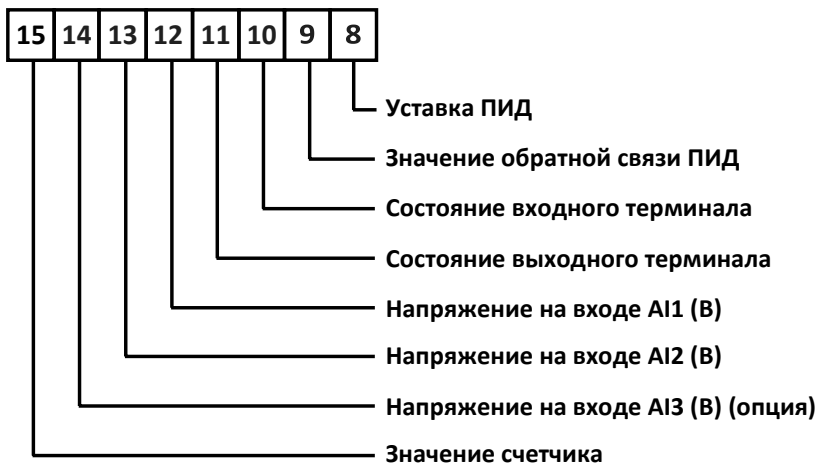 15 14 13 12 11 10 9 8
Уставка ПИД
Значение обратной связи ПИД
Состояние входного терминала
Состояние выходного терминала
Напряжение на входе AI1 (В)
Напряжение на входе AI2 (В)
Напряжение на входе AI3 (В) (опция)
Значение счетчика